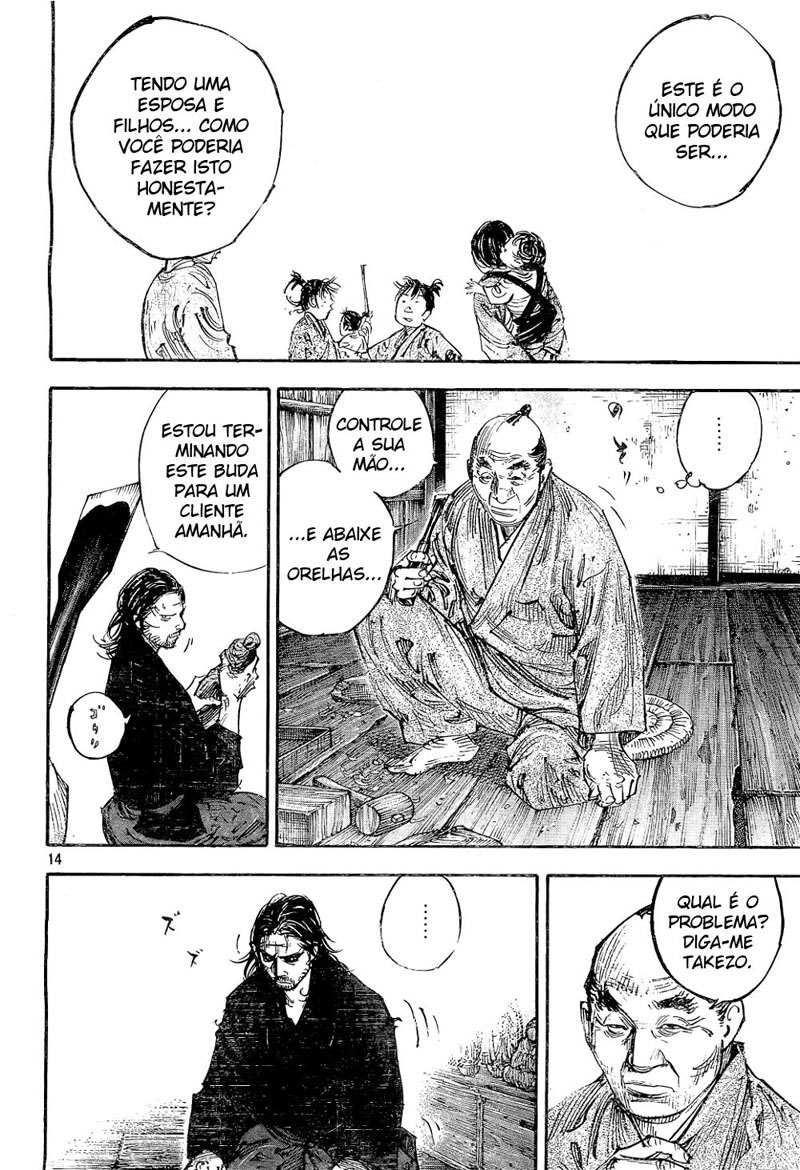 ESTE É O
ÚNICO MODO
QUE PODERIA
SER...
TENDO UMA
ESPOSA E
FILHOS... COMO
VOCÊ PODERIA
FAZER ISTO
HONESTA-
MENTE?
.......
CONTROLE
A SUA
MÃO...
...E ABAIXE
AS
ORELHAS...
ESTOU TER-
MINANDO
ESTE BUDA
PARA UM
CLIENTE
AMANHÃ.
14
QUAL É O
PROBLEMA?
DIGA-ME
TAKEZO.
.......
ズ
ズ